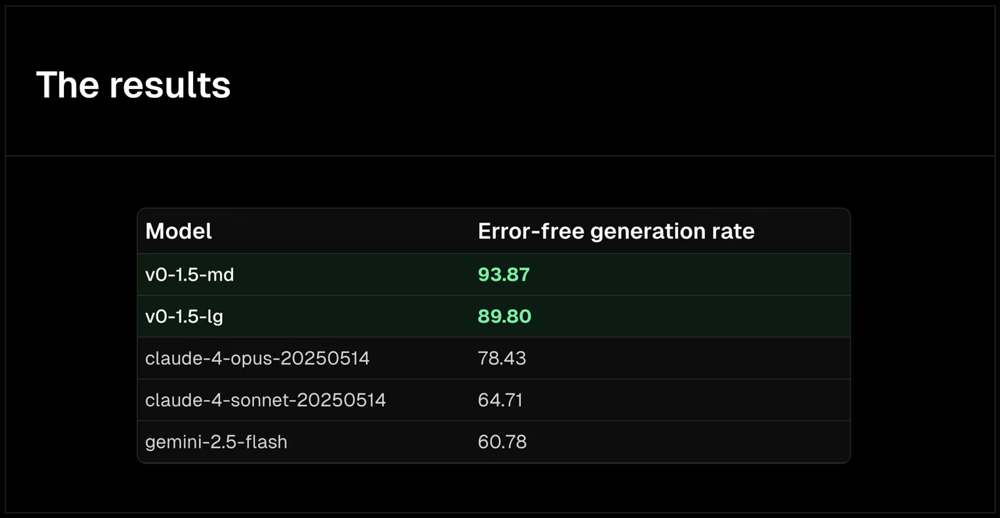 The results
Model Error-free generation rate
v0-1.5-md 93.87
v0-1.5-lg 89.80
claude-4-opus-20250514 78.43
claude-4-sonnet-20250514 64.71
gemini-2.5-flash 60.78